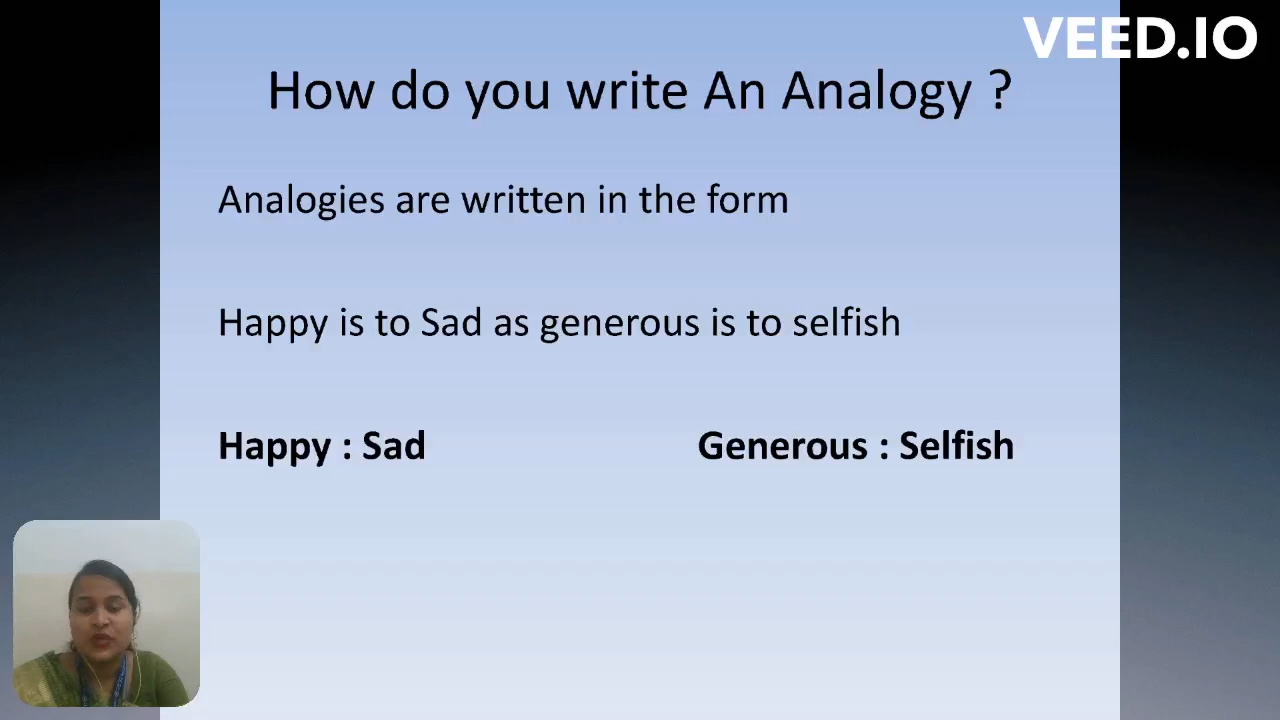 VEED.IO
How do you write An Analogy ?
Analogies are written in the form
Happy is to Sad as generous is to selfish
Happy : Sad Generous : Selfish